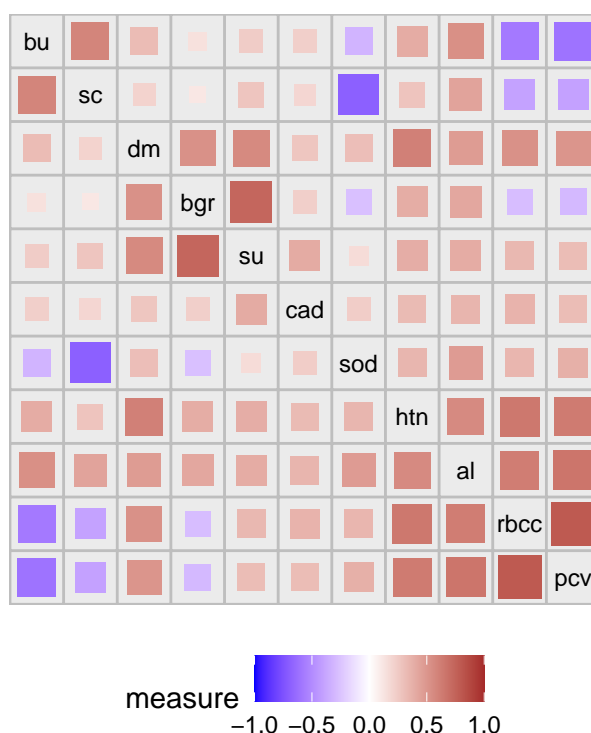 bu
sc
dm
bgr
su
cad
sod
htn
al
rbcc
pcv
measure
−1.0 −0.5 0.0 0.5 1.0